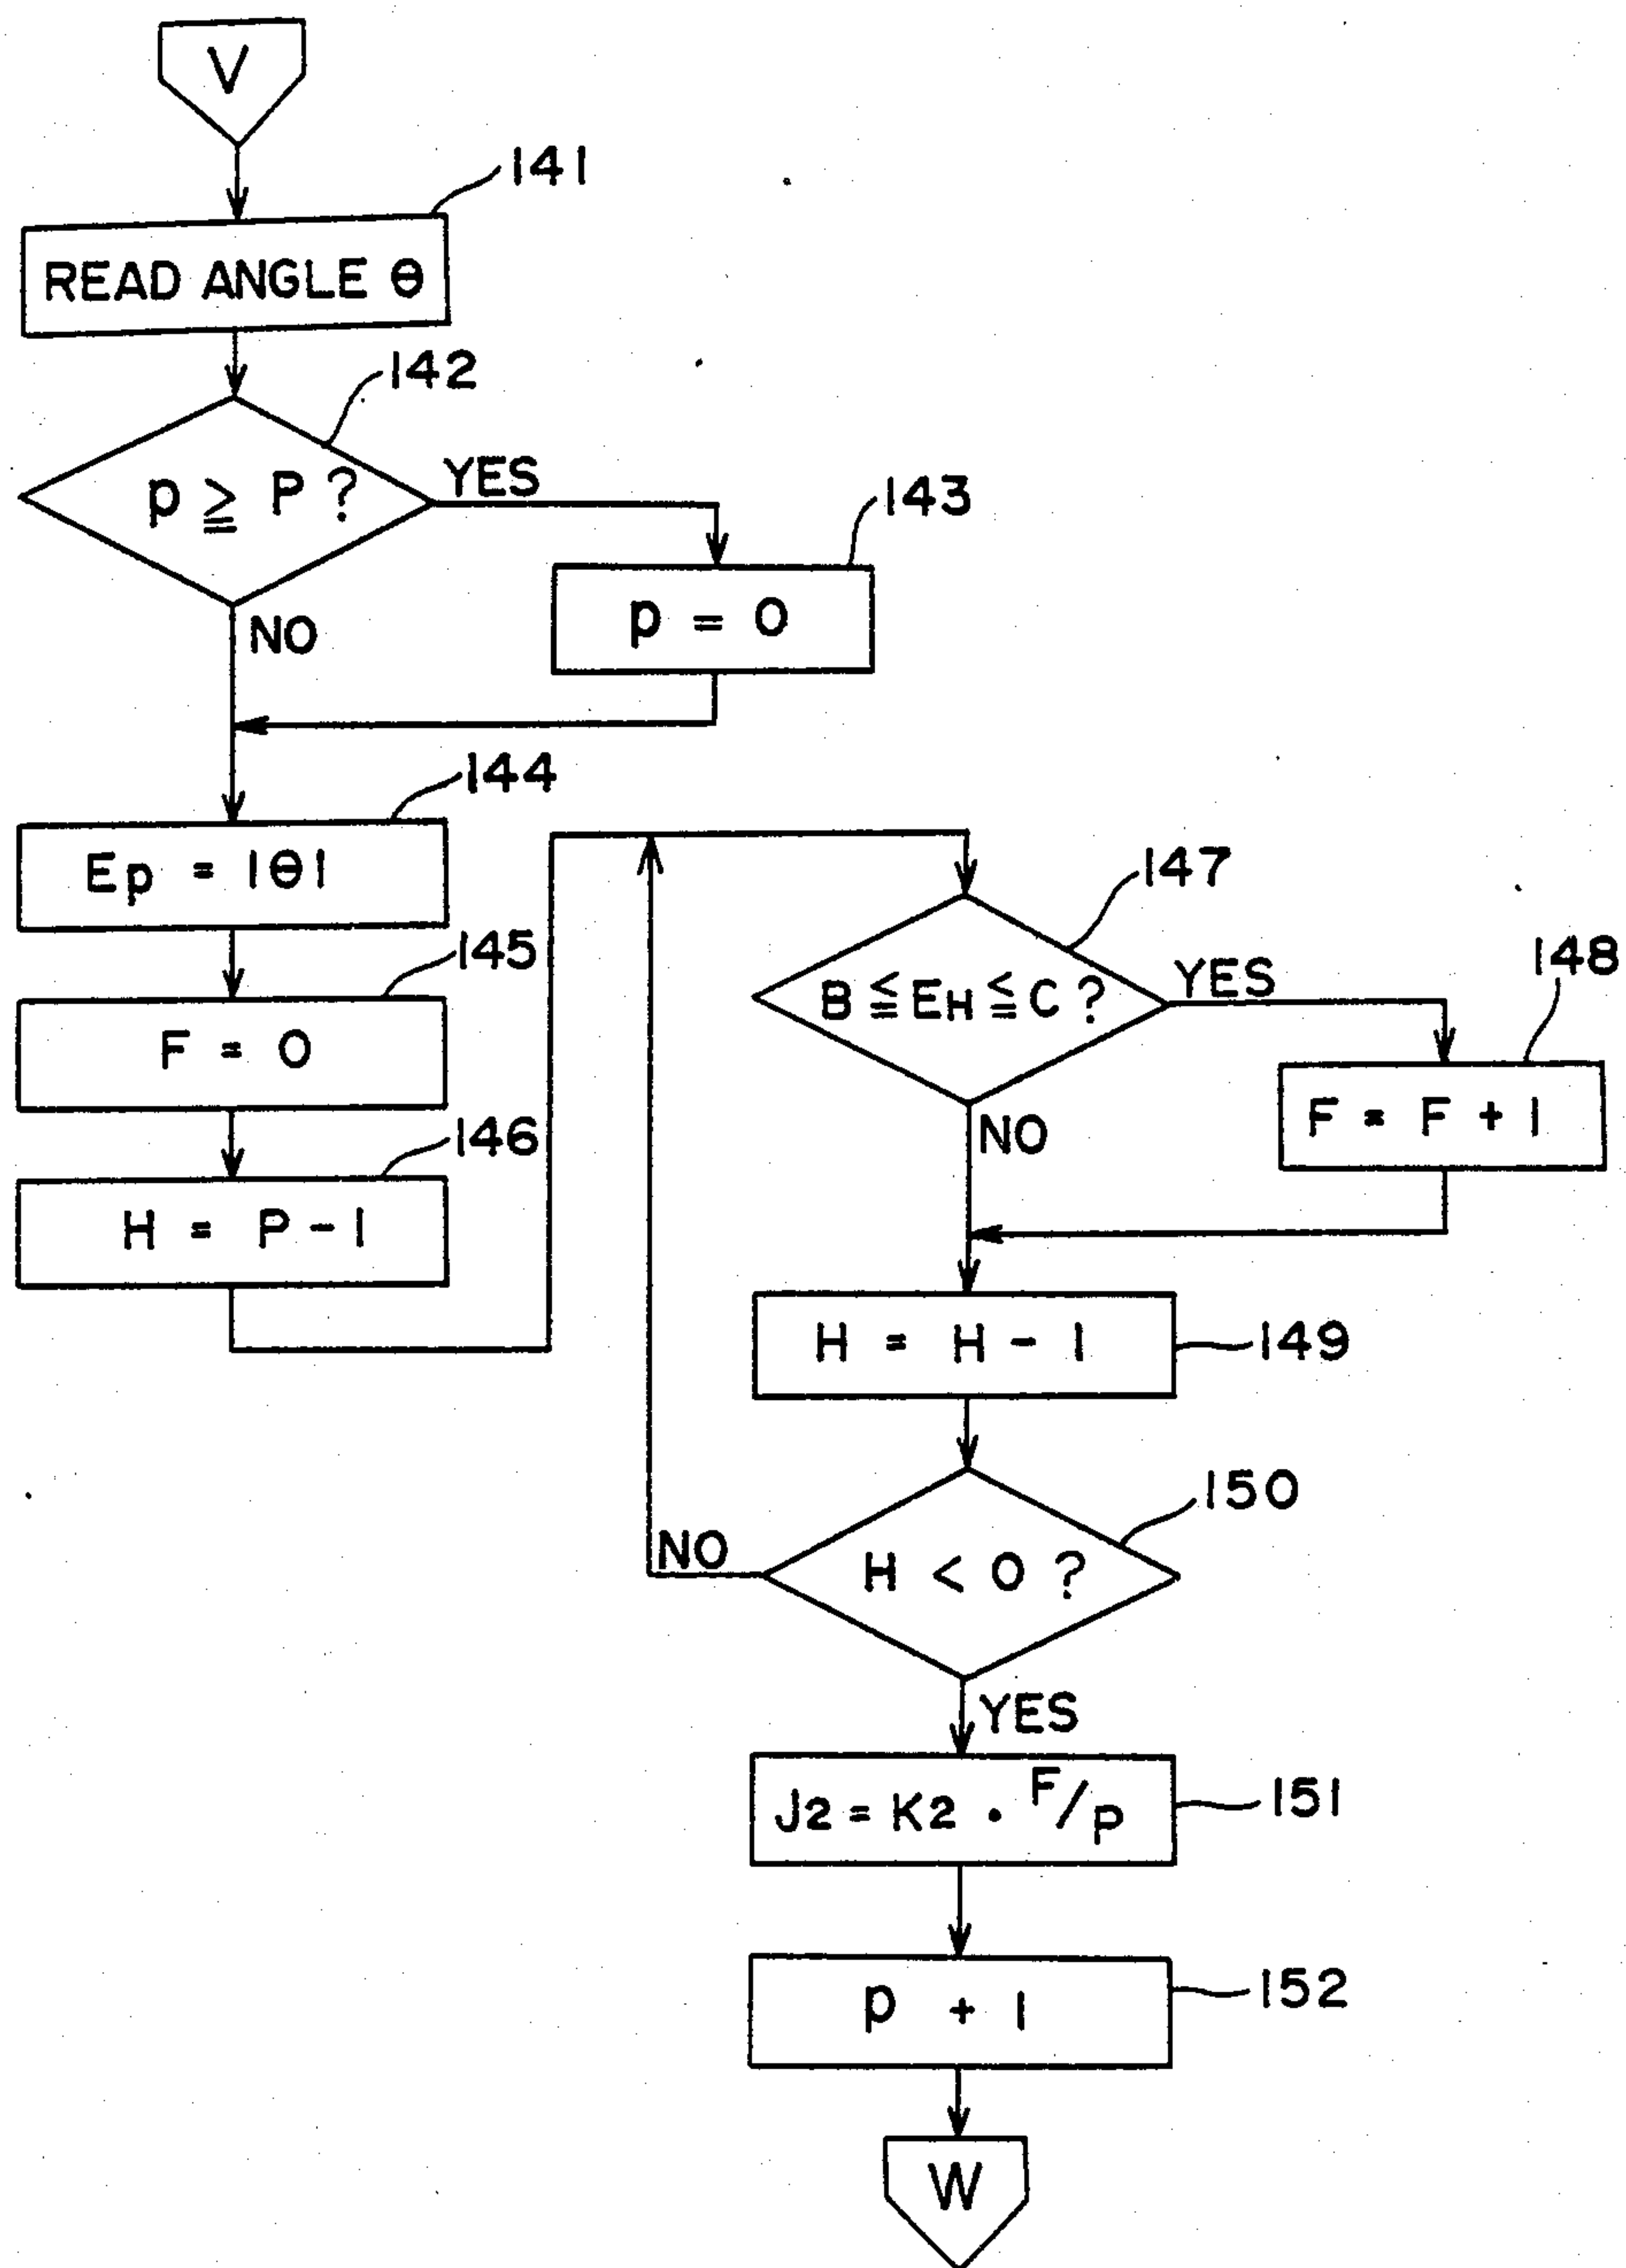 V
141
READ ANGLE θ
142
p ≧ P ?
YES
143
p = 0
NO
144
Ep = |θ|
145
F = 0
146
H = P - 1
147
B ≦ EH ≦ C ?
YES
148
F = F + 1
NO
H = H - 1
149
150
H < 0 ?
NO
YES
J2 = K2 · F/P
151
p + 1
152
W